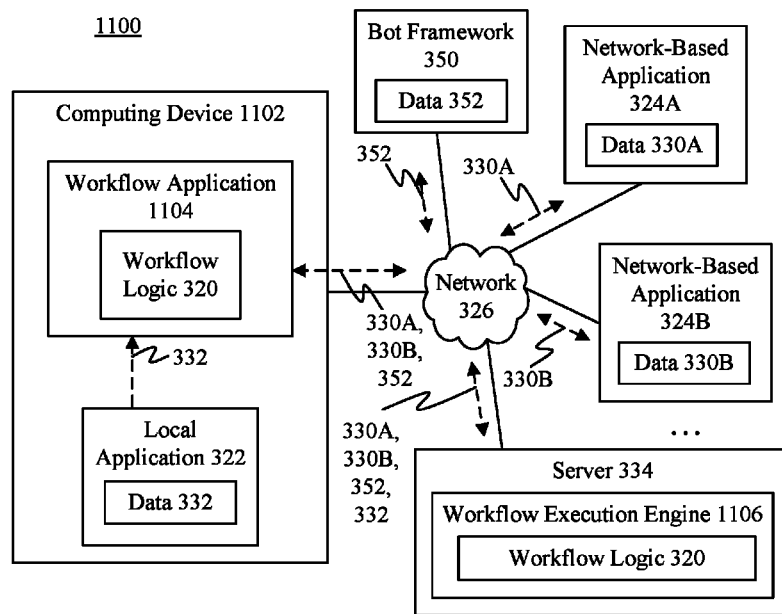 1100
Computing Device 1102
Workflow Application
1104
Workflow
Logic 320
332
Local
Application 322
Data 332
Bot Framework
350
Data 352
352
330A
Network-Based
Application
324A
Data 330A
Network
326
330A,
330B,
352
Network-Based
Application
324B
Data 330B
330B
330A,
330B,
352,
332
...
Server 334
Workflow Execution Engine 1106
Workflow Logic 320